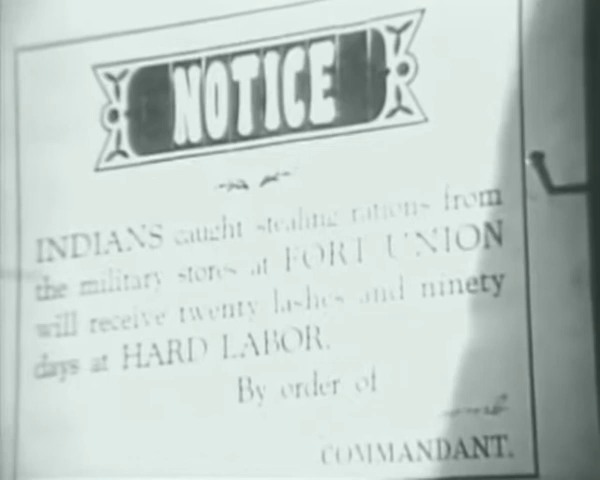 NOTICE
INDIANS caught stealing rations from
the military stores at FORT UNION
will receive twenty lashes and ninety
days at HARD LABOR.
By order of
COMMANDANT.